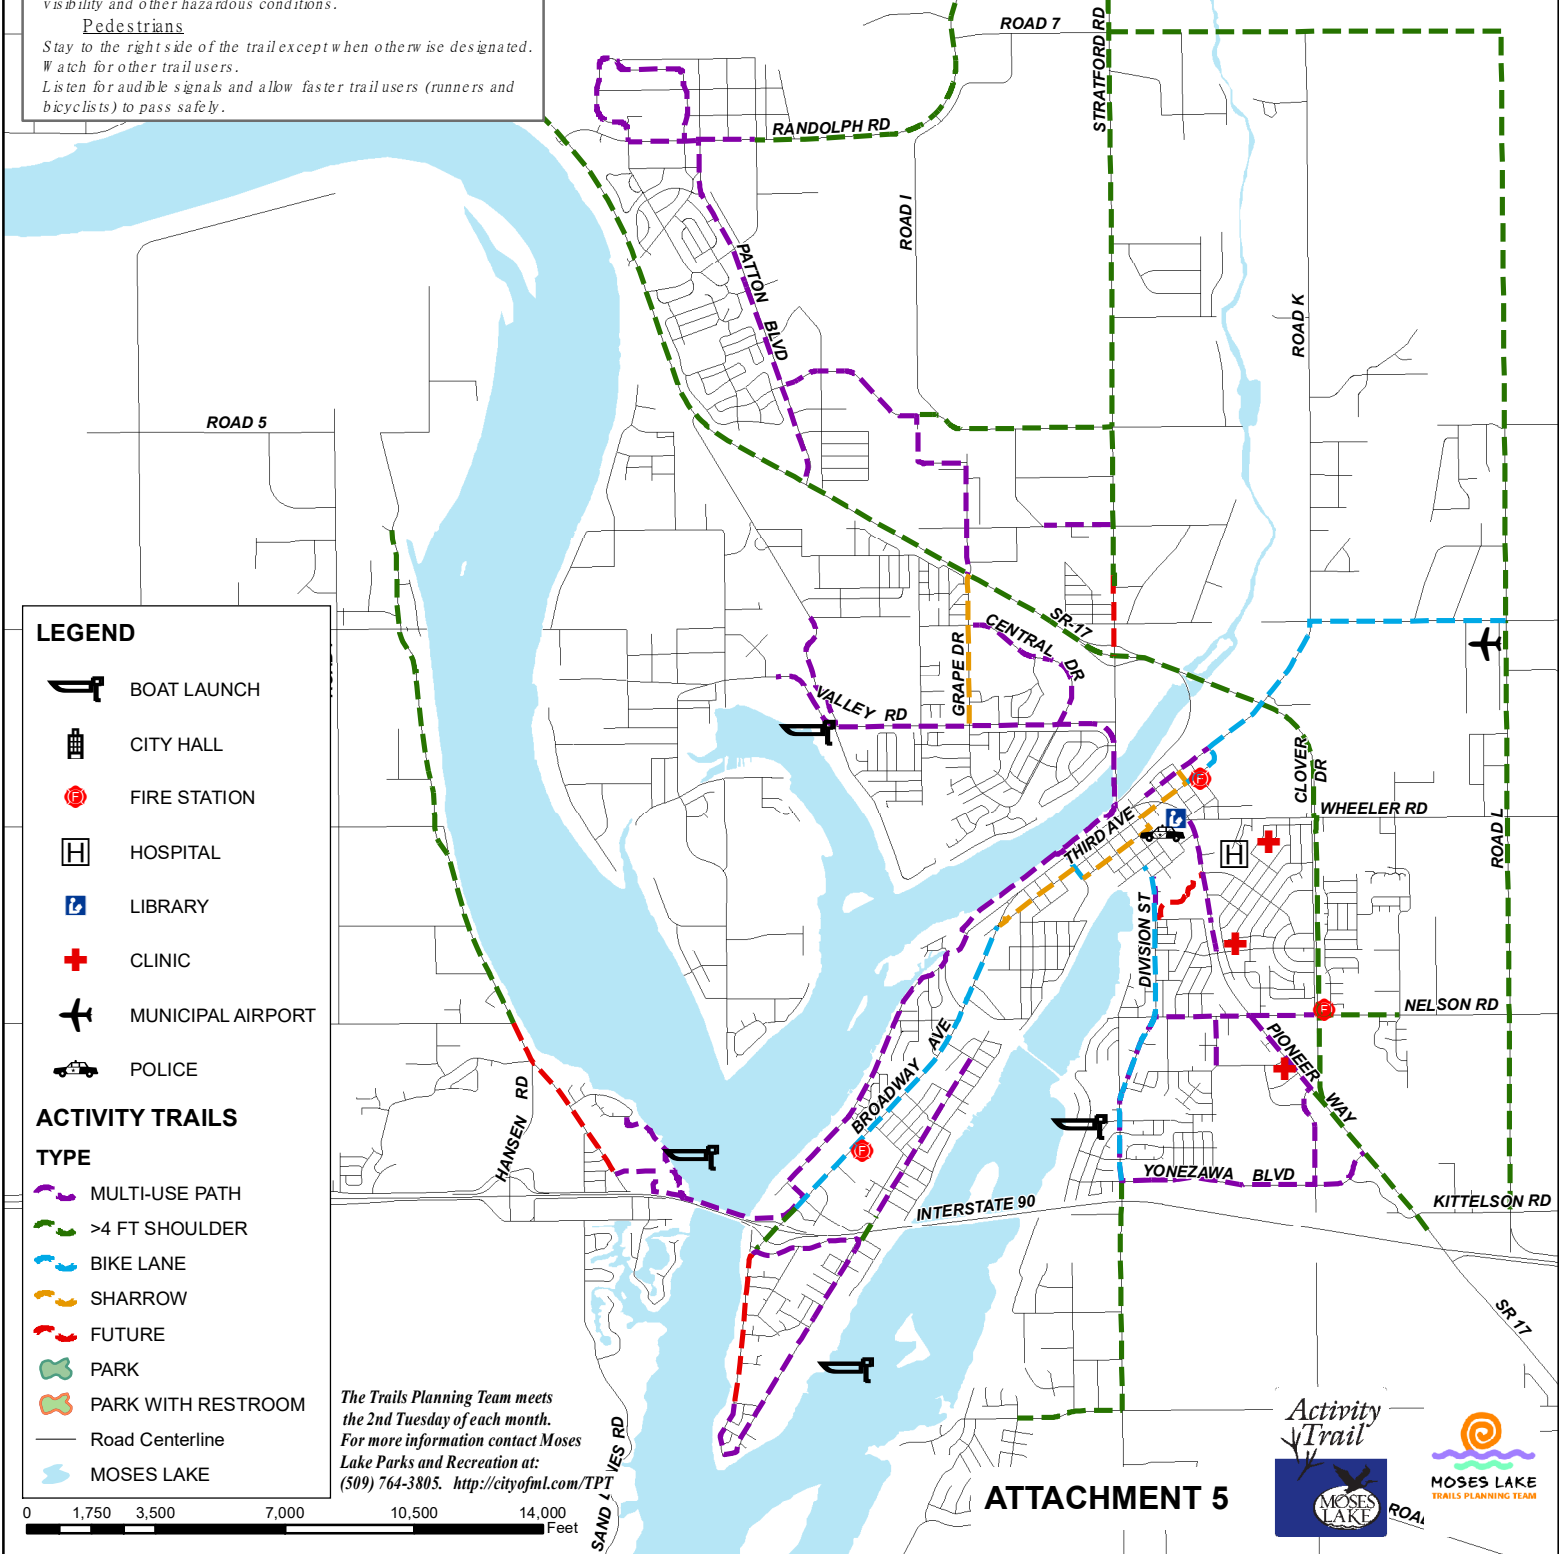 visibility and other hazardous conditions.
Pedestrians
Stay to the right side of the trail except when otherwise designated.
Watch for other trail users.
Listen for audible signals and allow faster trail users (runners and
bicyclists) to pass safely.
ROAD 7
STRATFORD RD
RANDOLPH RD
ROAD I
PATTON BLVD
ROAD K
ROAD 5
SR-17
CENTRAL DR
GRAPE DR
VALLEY RD
CLOVER DR
WHEELER RD
THIRD AVE
ROAD L
DIVISION ST
NELSON RD
PIONEER WAY
BROADWAY AVE
HANSEN RD
YONEZAWA BLVD
KITTELSON RD
INTERSTATE 90
SR 17
LEGEND
BOAT LAUNCH
CITY HALL
F FIRE STATION
H HOSPITAL
LIBRARY
CLINIC
MUNICIPAL AIRPORT
POLICE
ACTIVITY TRAILS
TYPE
MULTI-USE PATH
>4 FT SHOULDER
BIKE LANE
SHARROW
FUTURE
PARK
PARK WITH RESTROOM
Road Centerline
MOSES LAKE
0 1,750 3,500 7,000 10,500 14,000
Feet
The Trails Planning Team meets
the 2nd Tuesday of each month.
For more information contact Moses
Lake Parks and Recreation at:
(509) 764-3805. http://cityofml.com/TPT
SAND
VES RD
F
H
F
F
ATTACHMENT 5
Activity
Trail
MOSES
LAKE
MOSES LAKE
TRAILS PLANNING TEAM